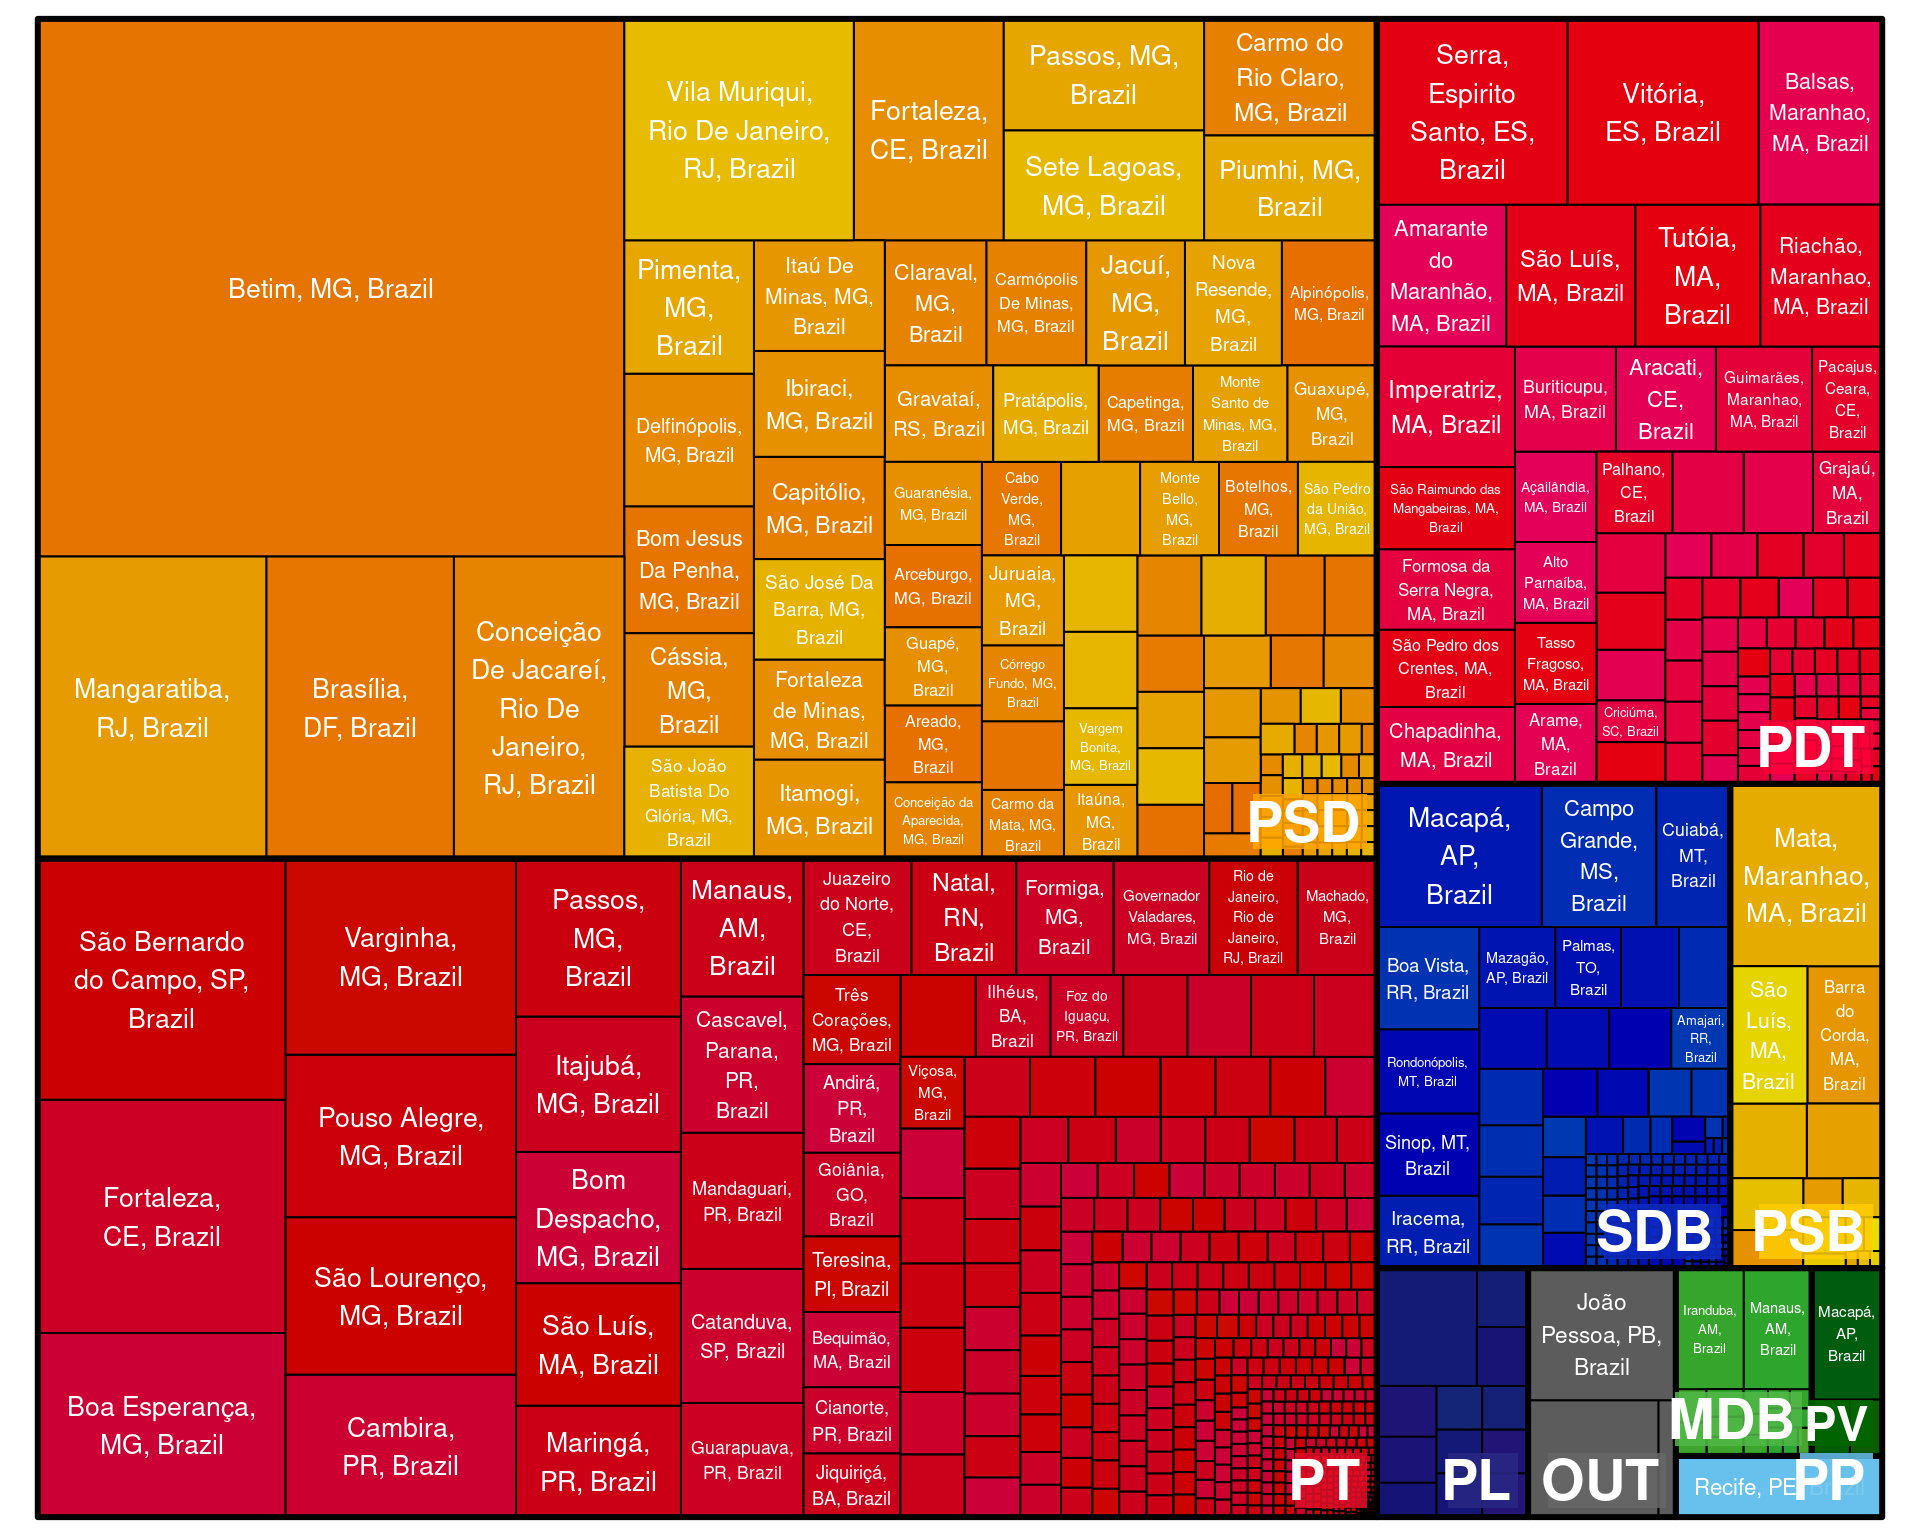 Betim, MG, Brazil
Mangaratiba,
RJ, Brazil
Brasília,
DF, Brazil
Conceição
De Jacareí,
Rio De
Janeiro,
RJ, Brazil
Vila Muriqui,
Rio De Janeiro,
RJ, Brazil
Fortaleza,
CE, Brazil
Passos, MG,
Brazil
Sete Lagoas,
MG, Brazil
Carmo do
Rio Claro,
MG, Brazil
Piumhi, MG,
Brazil
Pimenta,
MG,
Brazil
Delfinópolis,
MG, Brazil
Bom Jesus
Da Penha,
MG, Brazil
Cássia,
MG,
Brazil
São João
Batista Do
Glória, MG,
Brazil
Itaú De
Minas, MG,
Brazil
Ibiraci,
MG, Brazil
Capitólio,
MG, Brazil
São José Da
Barra, MG,
Brazil
Fortaleza
de Minas,
MG, Brazil
Itamogi,
MG, Brazil
Claraval,
MG,
Brazil
Carmópolis
De Minas,
MG, Brazil
Jacuí,
MG,
Brazil
Nova
Resende,
MG,
Brazil
Alpinópolis,
MG, Brazil
Gravataí,
RS, Brazil
Pratápolis,
MG, Brazil
Capetinga,
MG, Brazil
Monte
Santo de
Minas, MG,
Brazil
Guaxupé,
MG,
Brazil
Guaranésia,
MG, Brazil
Arceburgo,
MG, Brazil
Guapé,
MG,
Brazil
Areado,
MG,
Brazil
Conceição da
Aparecida,
MG, Brazil
Cabo
Verde,
MG,
Brazil
Monte
Bello,
MG,
Brazil
Botelhos,
MG,
Brazil
São Pedro
da União,
MG, Brazil
Juruaia,
MG,
Brazil
Córrego
Fundo, MG,
Brazil
Carmo da
Mata, MG,
Brazil
Vargem
Bonita,
MG, Brazil
Itaúna,
MG,
Brazil
PSD
Serra,
Espirito
Santo, ES,
Brazil
Vitória,
ES, Brazil
Balsas,
Maranhao,
MA, Brazil
Amarante
do
Maranhão,
MA, Brazil
São Luís,
MA, Brazil
Tutóia,
MA,
Brazil
Riachão,
Maranhao,
MA, Brazil
Imperatriz,
MA, Brazil
São Raimundo das
Mangabeiras, MA,
Brazil
Formosa da
Serra Negra,
MA, Brazil
São Pedro dos
Crentes, MA,
Brazil
Chapadinha,
MA, Brazil
Buriticupu,
MA, Brazil
Aracati,
CE,
Brazil
Guimarães,
Maranhao,
MA, Brazil
Pacajus,
Ceara,
CE,
Brazil
Açailândia,
MA, Brazil
Alto
Parnaíba,
MA, Brazil
Tasso
Fragoso,
MA, Brazil
Arame,
MA,
Brazil
Palhano,
CE,
Brazil
Grajaú,
MA,
Brazil
Criciúma,
SC, Brazil
PDT
São Bernardo
do Campo, SP,
Brazil
Fortaleza,
CE, Brazil
Boa Esperança,
MG, Brazil
Varginha,
MG, Brazil
Pouso Alegre,
MG, Brazil
São Lourenço,
MG, Brazil
Cambira,
PR, Brazil
Passos,
MG,
Brazil
Itajubá,
MG, Brazil
Bom
Despacho,
MG, Brazil
São Luís,
MA, Brazil
Maringá,
PR, Brazil
Manaus,
AM,
Brazil
Cascavel,
Parana,
PR,
Brazil
Mandaguari,
PR, Brazil
Catanduva,
SP, Brazil
Guarapuava,
PR, Brazil
Juazeiro
do Norte,
CE,
Brazil
Natal,
RN,
Brazil
Formiga,
MG,
Brazil
Governador
Valadares,
MG, Brazil
Rio de
Janeiro,
Rio de
Janeiro,
RJ, Brazil
Machado,
MG,
Brazil
Três
Corações,
MG, Brazil
Andirá,
PR,
Brazil
Goiânia,
GO,
Brazil
Teresina,
PI, Brazil
Bequimão,
MA, Brazil
Cianorte,
PR, Brazil
Jiquiriçá,
BA, Brazil
Ilhéus,
BA,
Brazil
Foz do
Iguaçu,
PR, Brazil
Viçosa,
MG,
Brazil
PT
Macapá,
AP,
Brazil
Campo
Grande,
MS,
Brazil
Cuiabá,
MT,
Brazil
Boa Vista,
RR, Brazil
Rondonópolis,
MT, Brazil
Sinop, MT,
Brazil
Iracema,
RR, Brazil
Mazagão,
AP, Brazil
Palmas,
TO,
Brazil
Amajari,
RR,
Brazil
SDB
Mata,
Maranhao,
MA, Brazil
São
Luís,
MA,
Brazil
Barra
do
Corda,
MA,
Brazil
PSB
PL
João
Pessoa, PB,
Brazil
OUT
Iranduba,
AM,
Brazil
Manaus,
AM,
Brazil
MDB
Macapá,
AP,
Brazil
PV
Recife, PE, Brazil
PP